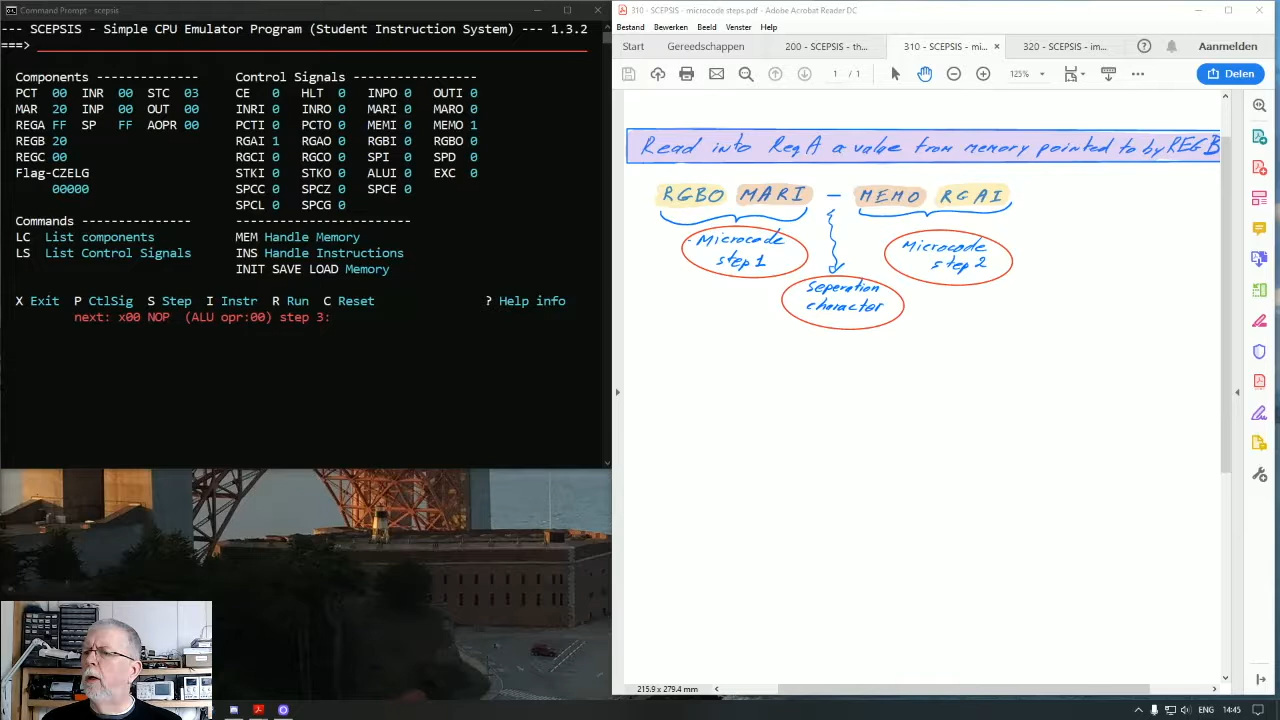 Command Prompt - scepsis
--- SCEPSIS - Simple CPU Emulator Program (Student Instruction System) --- 1.3.2
===>
Components -------------- Control Signals -----------------
PCT 00 INR 00 STC 03 CE 0 HLT 0 INPO 0 OUTI 0
MAR 20 INP 00 OUT 00 INRI 0 INRO 0 MARI 0 MARO 0
REGA FF SP FF AOPR 00 PCTI 0 PCTO 0 MEMI 0 MEMO 1
REGB 20 RGAI 1 RGAO 0 RGBI 0 RGBO 0
REGC 00 RGCI 0 RGCO 0 SPI 0 SPD 0
Flag-CZELG STKI 0 STKO 0 ALUI 0 EXC 0
00000 SPCC 0 SPCZ 0 SPCE 0
SPCL 0 SPCG 0
Commands -------------- ------------------------
LC List components MEM Handle Memory
LS List Control Signals INS Handle Instructions
INIT SAVE LOAD Memory
X Exit P CtlSig S Step I Instr R Run C Reset ? Help info
next: x00 NOP (ALU opr:00) step 3:
310 - SCEPSIS - microcode steps.pdf - Adobe Acrobat Reader DC
Bestand Bewerken Beeld Venster Help
Start Gereedschappen 200 - SCEPSIS - th... 310 - SCEPSIS - mi... × 320 - SCEPSIS - im... Aanmelden
1 / 1 125% Delen
Read into RegA a value from memory pointed to by REGB
RGBO MARI - MEMO RGAI
Microcode step 1
Microcode step 2
Seperation charactor
215.9 x 279.4 mm
ENG 14:45